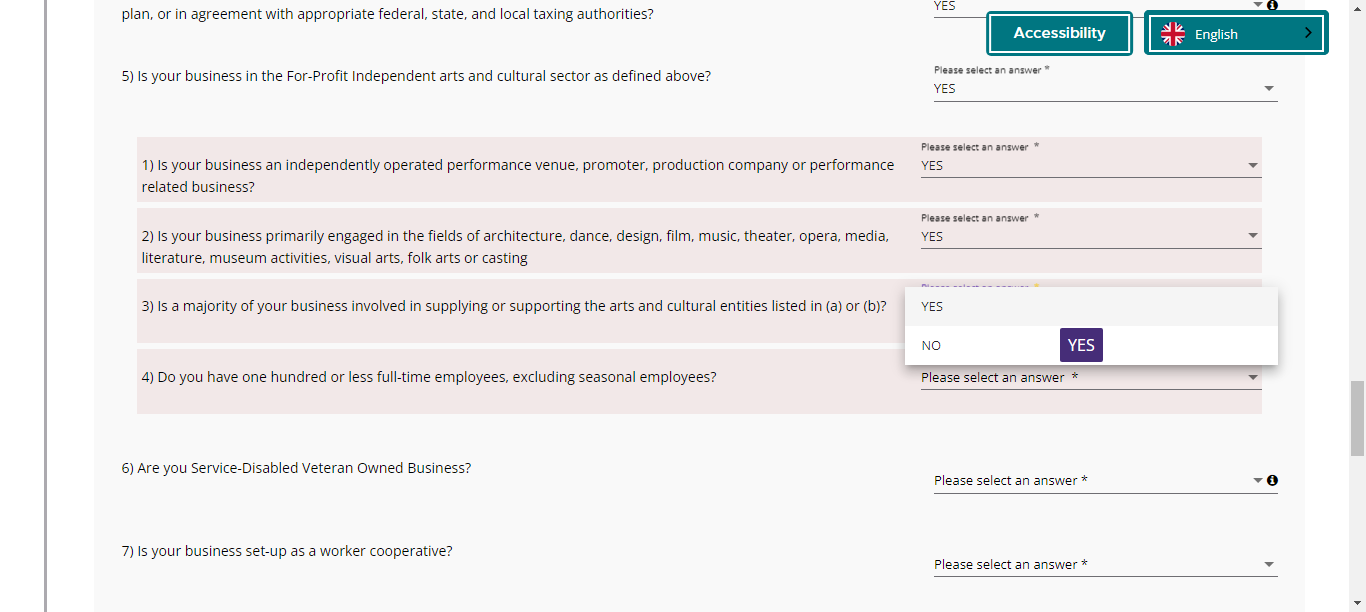 plan, or in agreement with appropriate federal, state, and local taxing authorities?
YES
Accessibility
English
5) Is your business in the For-Profit Independent arts and cultural sector as defined above?
Please select an answer *
YES
1) Is your business an independently operated performance venue, promoter, production company or performance
related business?
Please select an answer *
YES
2) Is your business primarily engaged in the fields of architecture, dance, design, film, music, theater, opera, media,
literature, museum activities, visual arts, folk arts or casting
Please select an answer *
YES
3) Is a majority of your business involved in supplying or supporting the arts and cultural entities listed in (a) or (b)?
Please select an answer *
YES
NO
YES
4) Do you have one hundred or less full-time employees, excluding seasonal employees?
Please select an answer *
6) Are you Service-Disabled Veteran Owned Business?
Please select an answer *
7) Is your business set-up as a worker cooperative?
Please select an answer *